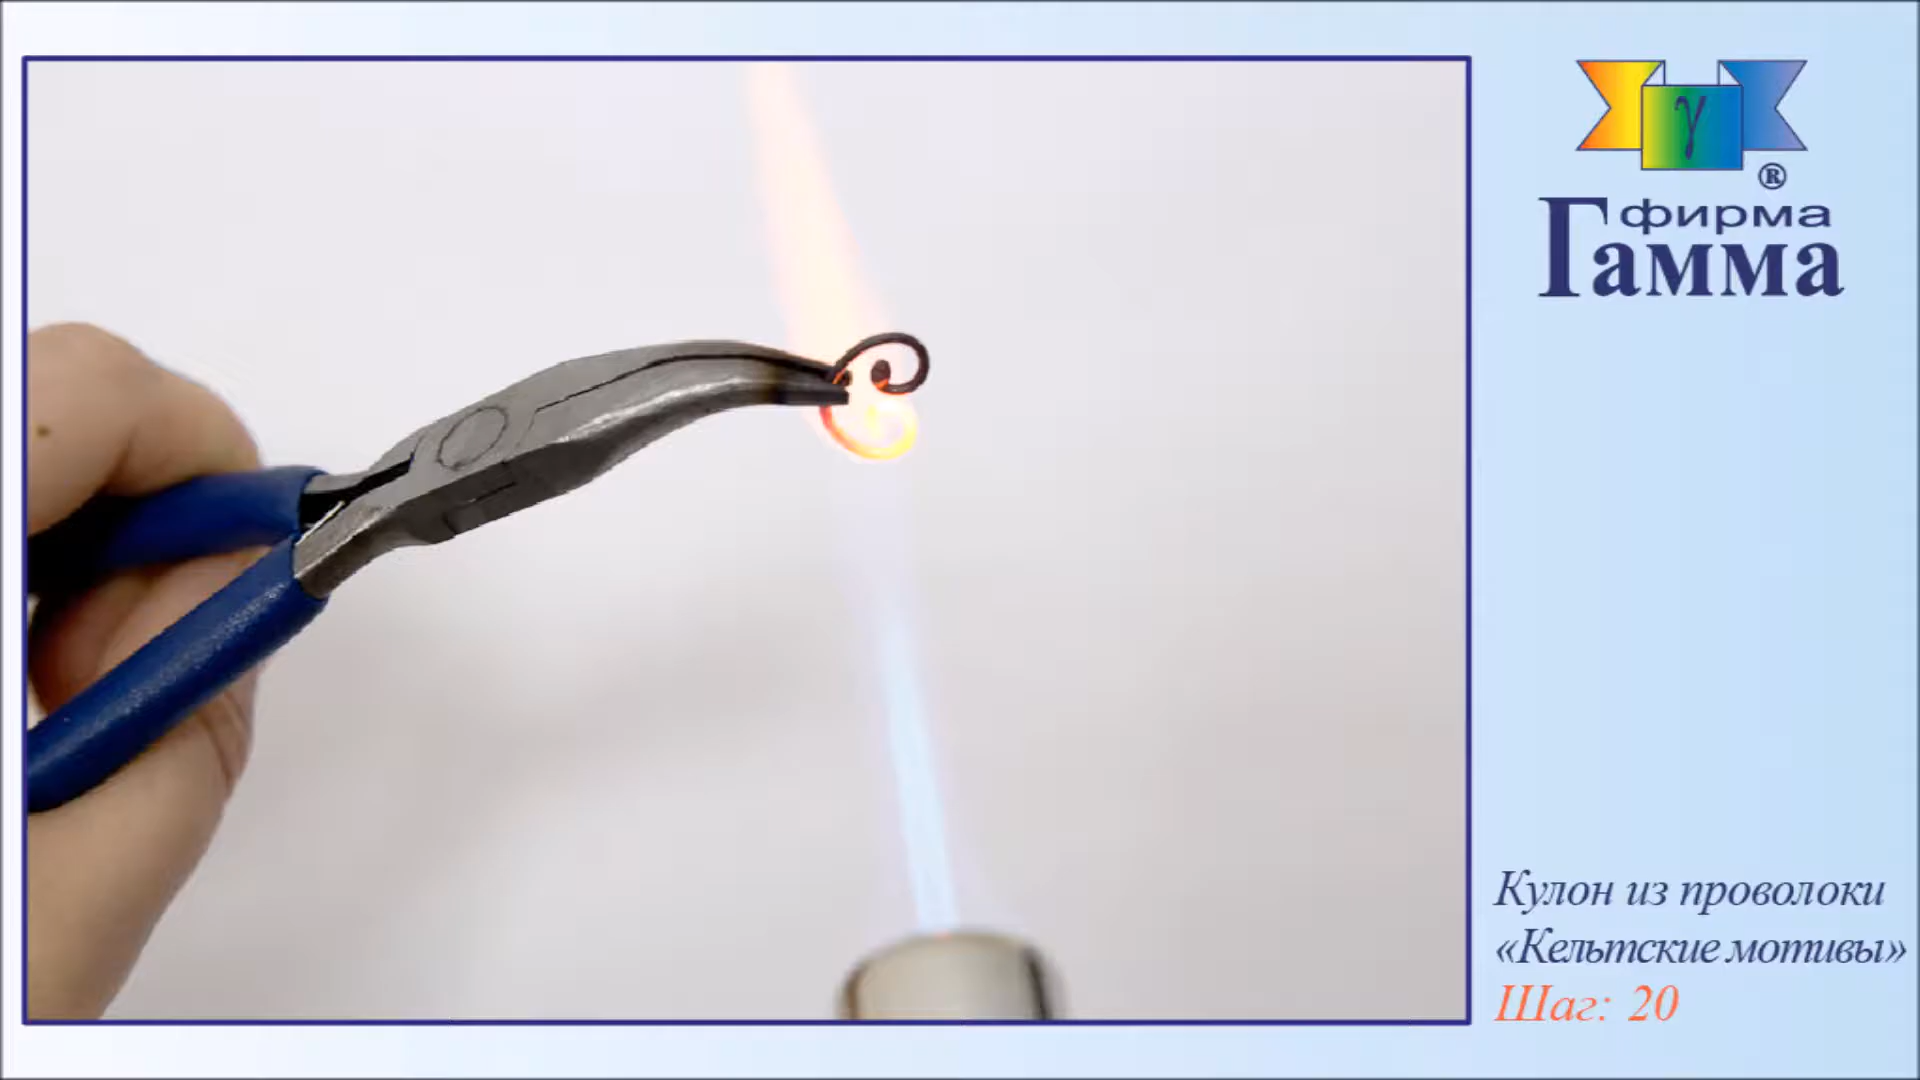 γ
®
фирма
Гамма
Кулон из проволоки
«Кельтские мотивы»
Шаг: 20